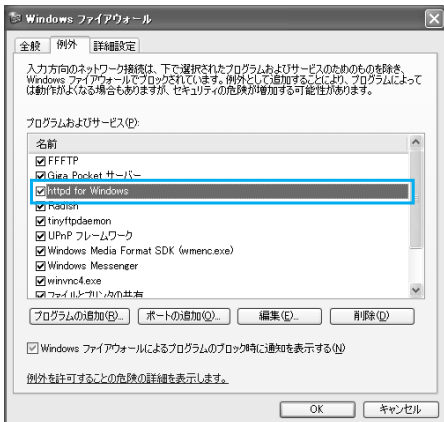 Windows ファイアウォール
全般 例外 詳細設定
入力方向のネットワーク接続は、下で選択されたプログラムおよびサービスのためのものを除き、
Windows ファイアウォールでブロックされています。例外として追加することにより、プログラムによって
は動作がよくなる場合もありますが、セキュリティの危険が増加する可能性があります。
プログラムおよびサービス(P):
名前
FFFTP
Giga Pocket サーバー
httpd for Windows
Radish
tinyftpdaemon
UPnP フレームワーク
Windows Media Format SDK (wmenc.exe)
Windows Messenger
winvnc4.exe
ファイルとプリンタの共有
プログラムの追加(R)... ポートの追加(O)... 編集(E)... 削除(D)
Windows ファイアウォールによるプログラムのブロック時に通知を表示する(N)
例外を許可することの危険の詳細を表示します。
OK キャンセル